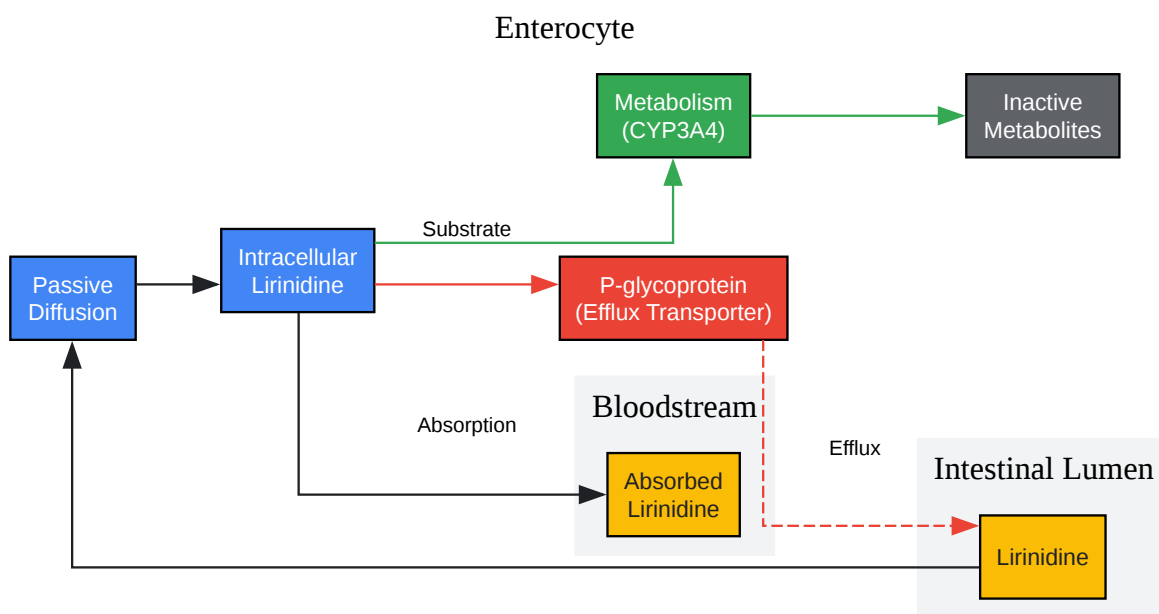 Enterocyte
Metabolism
(CYP3A4)
Inactive
Metabolites
Substrate
Intracellular
Lirinidine
Passive
Diffusion
P-glycoprotein
(Efflux Transporter)
Bloodstream
Absorption
Efflux
Intestinal Lumen
Absorbed
Lirinidine
Lirinidine